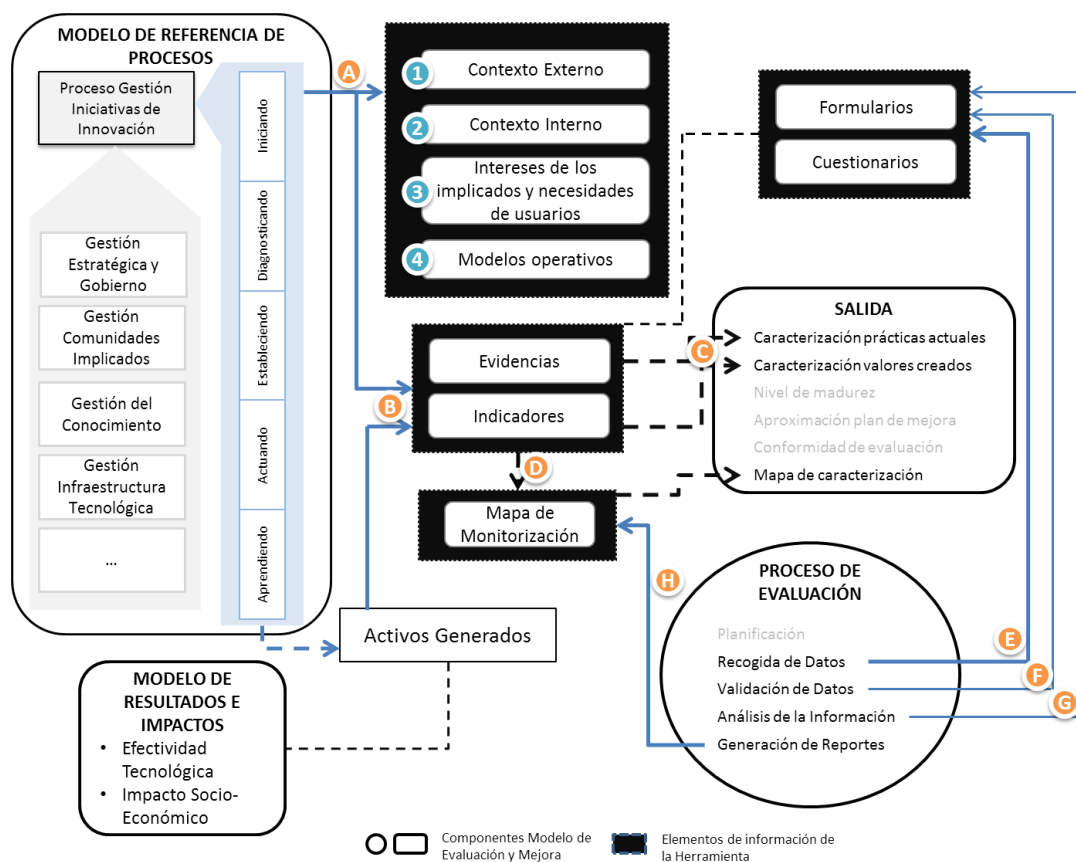 MODELO DE REFERENCIA DE
PROCESOS
Proceso Gestión
Iniciativas de
Innovación
Gestión
Estratégica y
Gobierno
Gestión
Comunidades
Implicados
Gestión del
Conocimiento
Gestión
Infraestructura
Tecnológica
...
Iniciando
Diagnosticando
Estableciendo
Actuando
Aprendiendo
A
1
Contexto Externo
2
Contexto Interno
3
Intereses de los
implicados y necesidades
de usuarios
4
Modelos operativos
Formularios
Cuestionarios
B
Evidencias
Indicadores
C
D
Mapa de
Monitorización
SALIDA
Caracterización prácticas actuales
Caracterización valores creados
Nivel de madurez
Aproximación plan de mejora
Conformidad de evaluación
Mapa de caracterización
H
PROCESO DE
EVALUACIÓN
Planificación
Recogida de Datos
Validación de Datos
Análisis de la Información
Generación de Reportes
E
F
G
Activos Generados
MODELO DE
RESULTADOS E
IMPACTOS
• Efectividad
Tecnológica
• Impacto Socio-
Económico
Componentes Modelo de
Evaluación y Mejora
Elementos de información de
la Herramienta